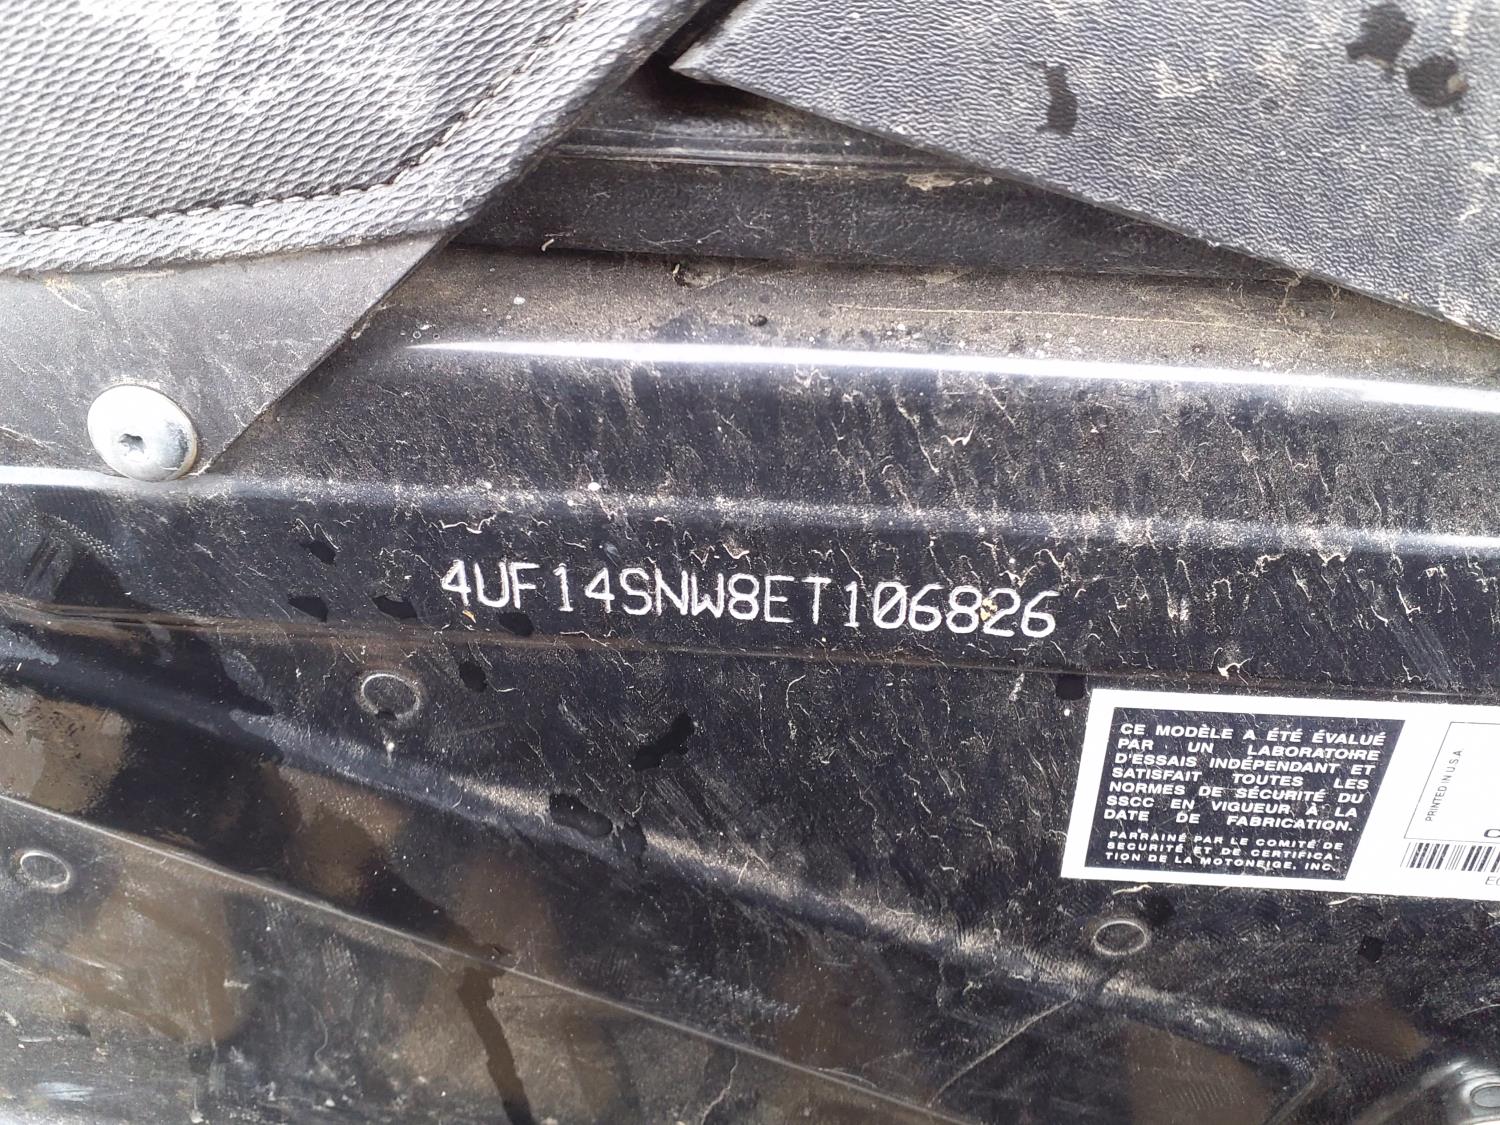 4UF14SNW8ET106826
CE MODÈLE A ÉTÉ ÉVALUÉ
PAR UN LABORATOIRE
D'ESSAIS INDÉPENDANT ET
SATISFAIT TOUTES LES
NORMES DE SÉCURITÉ DU
SSCC EN VIGUEUR À LA
DATE DE FABRICATION.
PARRAINÉ PAR LE COMITÉ DE
SÉCURITÉ ET DE CERTIFICA-
TION DE LA MOTONEIGE, INC.
PRINTED IN U.S.A.